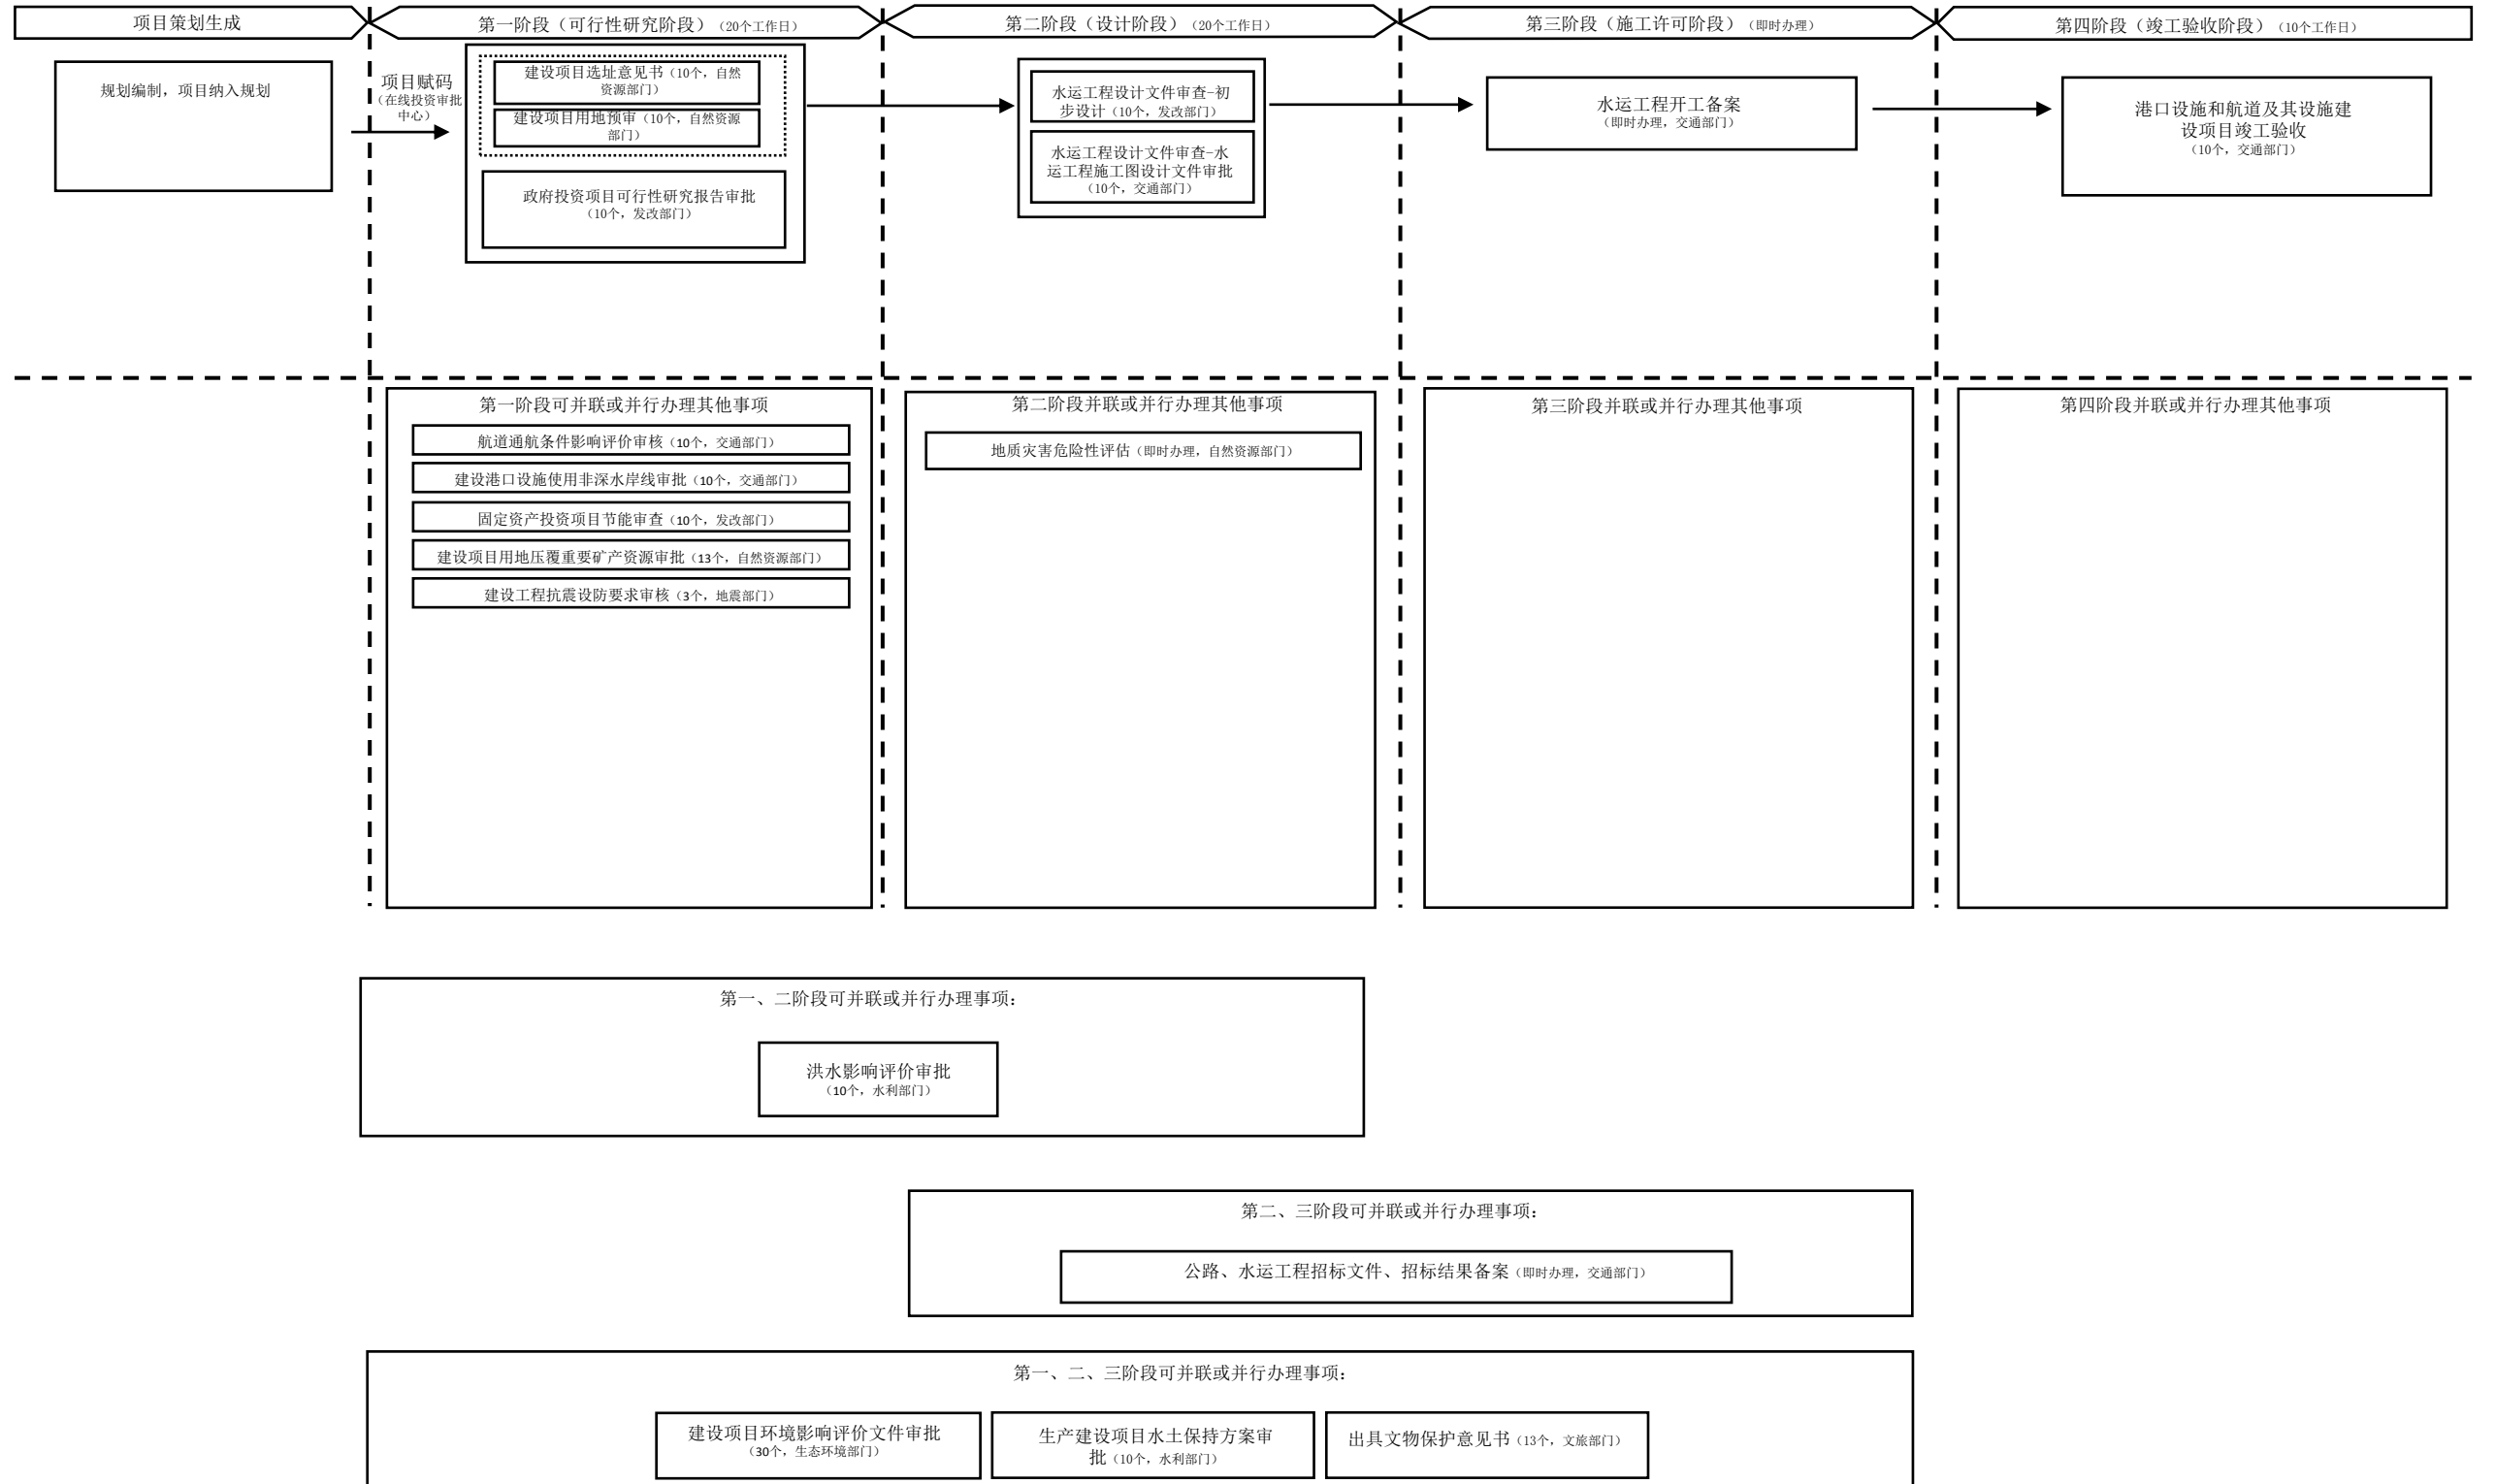 项目策划生成
第一阶段（可行性研究阶段）（20个工作日）
第二阶段（设计阶段）（20个工作日）
第三阶段（施工许可阶段）（即时办理）
第四阶段（竣工验收阶段）（10个工作日）
规划编制，项目纳入规划
项目赋码
（在线投资审批
中心）
建设项目选址意见书（10个，自然
资源部门）
建设项目用地预审（10个，自然资源
部门）
政府投资项目可行性研究报告审批
（10个，发改部门）
水运工程设计文件审查-初
步设计（10个，发改部门）
水运工程设计文件审查-水
运工程施工图设计文件审批
（10个，交通部门）
水运工程开工备案
（即时办理，交通部门）
港口设施和航道及其设施建
设项目竣工验收
（10个，交通部门）
第一阶段可并联或并行办理其他事项
航道通航条件影响评价审核（10个，交通部门）
建设港口设施使用非深水岸线审批（10个，交通部门）
固定资产投资项目节能审查（10个，发改部门）
建设项目用地压覆重要矿产资源审批（13个，自然资源部门）
建设工程抗震设防要求审核（3个，地震部门）
第二阶段并联或并行办理其他事项
地质灾害危险性评估（即时办理，自然资源部门）
第三阶段并联或并行办理其他事项
第四阶段并联或并行办理其他事项
第一、二阶段可并联或并行办理事项：
洪水影响评价审批
（10个，水利部门）
第二、三阶段可并联或并行办理事项：
公路、水运工程招标文件、招标结果备案（即时办理，交通部门）
第一、二、三阶段可并联或并行办理事项：
建设项目环境影响评价文件审批
（30个，生态环境部门）
生产建设项目水土保持方案审
批（10个，水利部门）
出具文物保护意见书（13个，文旅部门）